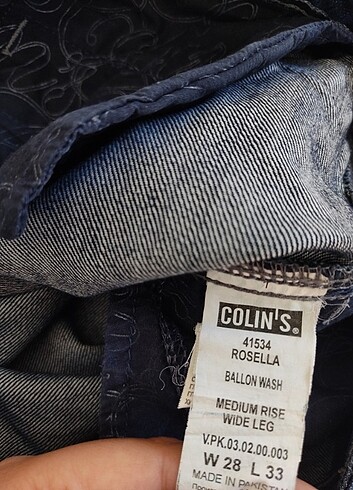 COLIN'S®
41534
ROSELLA
BALLON WASH
MEDIUM RISE
WIDE LEG
V.PK.03.02.00.003
W 28 L 33
MADE IN PAKISTAN